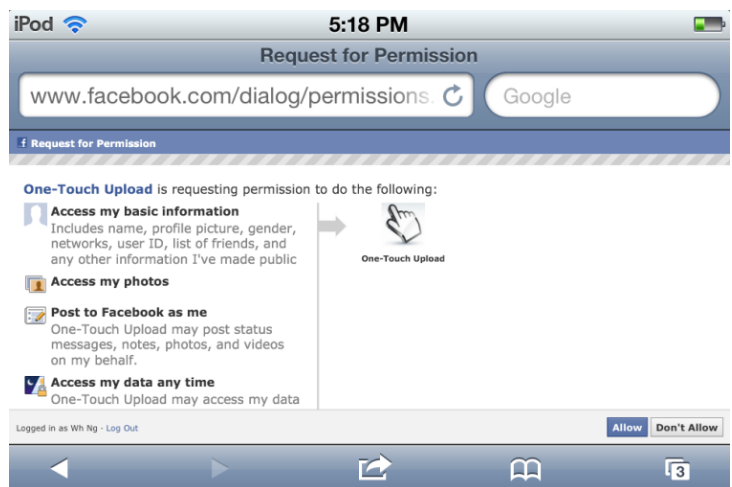 iPod 5:18 PM
Request for Permission
www.facebook.com/dialog/permissions. Google
f Request for Permission
One-Touch Upload is requesting permission to do the following:
Access my basic information
Includes name, profile picture, gender,
networks, user ID, list of friends, and
any other information I've made public
One-Touch Upload
Access my photos
Post to Facebook as me
One-Touch Upload may post status
messages, notes, photos, and videos
on my behalf.
Access my data any time
One-Touch Upload may access my data
Logged in as Wh Ng · Log Out Allow Don't Allow
3